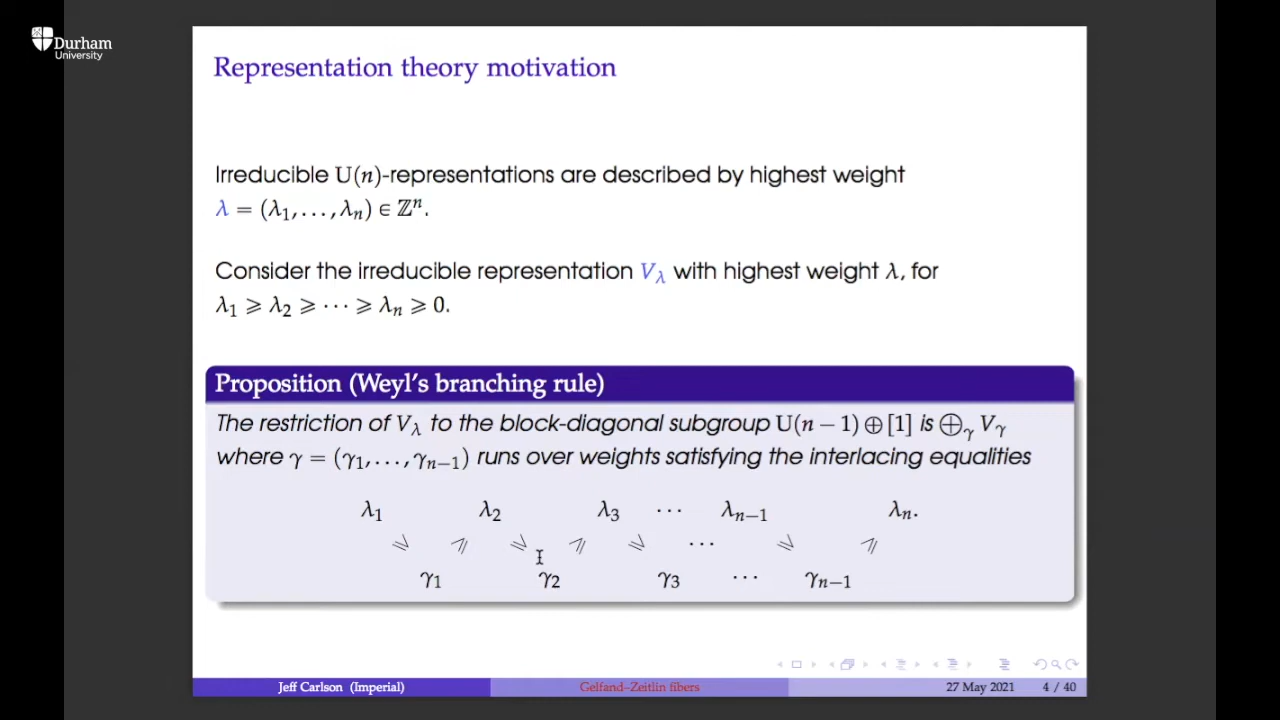 Durham
University
Representation theory motivation
Irreducible U(n)-representations are described by highest weight
λ = (λ₁, . . . , λₙ) ∈ ℤⁿ.
Consider the irreducible representation V_λ with highest weight λ, for
λ₁ ⩾ λ₂ ⩾ · · · ⩾ λₙ ⩾ 0.
Proposition (Weyl's branching rule)
The restriction of V_λ to the block-diagonal subgroup U(n − 1) ⊕ [1] is ⊕_γ V_γ
where γ = (γ₁, . . . , γₙ₋₁) runs over weights satisfying the interlacing equalities
λ₁ λ₂ λ₃ · · · λₙ₋₁ λₙ.
⩾ ⩾ ⩾ ⩾ ⩾ · · · ⩾ ⩾
γ₁ γ₂ γ₃ · · · γₙ₋₁
Jeff Carlson (Imperial) Gelfand–Zeitlin fibers 27 May 2021 4 / 40